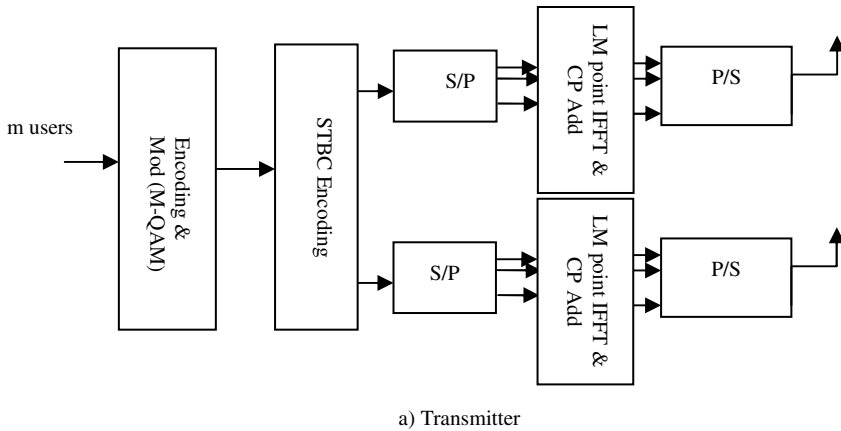 m users
Encoding &
Mod (M-QAM)
STBC Encoding
S/P
LM point IFFT &
CP Add
P/S
S/P
LM point IFFT &
CP Add
P/S
a) Transmitter